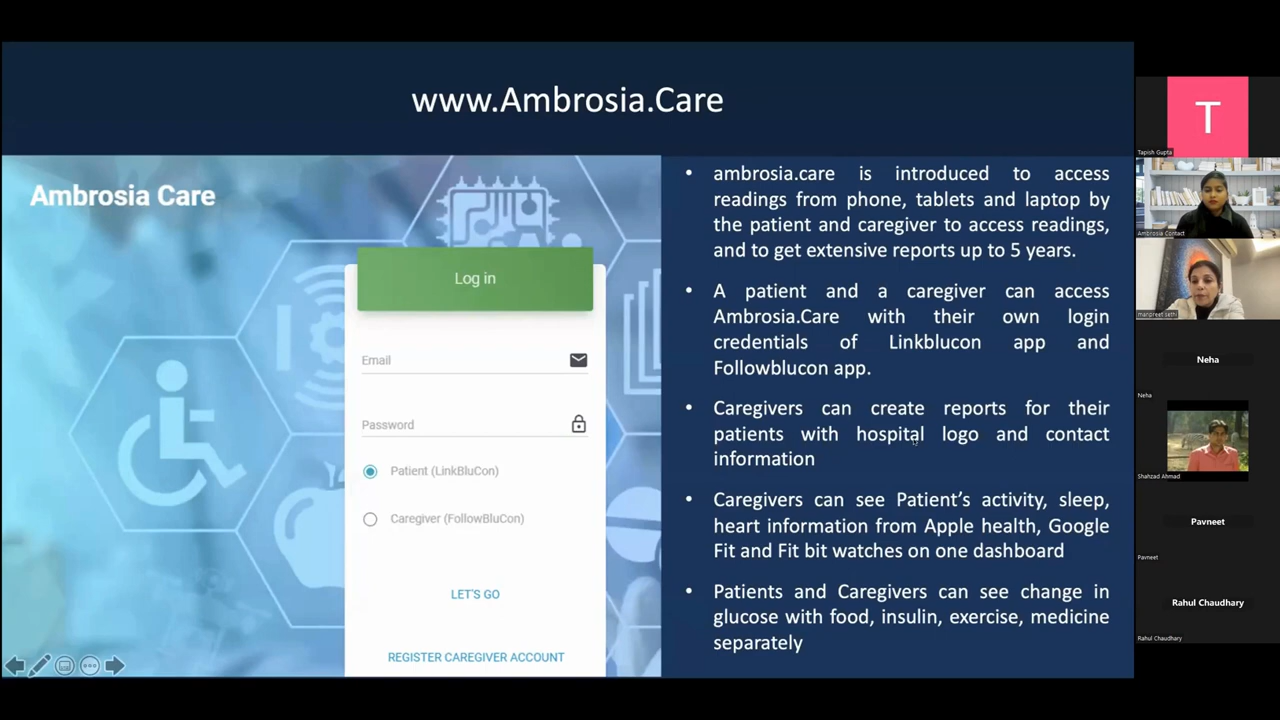 www.Ambrosia.Care
Ambrosia Care
Log in
Email
Password
Patient (LinkBluCon)
Caregiver (FollowBluCon)
LET'S GO
REGISTER CAREGIVER ACCOUNT
• ambrosia.care is introduced to access
readings from phone, tablets and laptop by
the patient and caregiver to access readings,
and to get extensive reports up to 5 years.
• A patient and a caregiver can access
Ambrosia.Care with their own login
credentials of Linkblucon app and
Followblucon app.
• Caregivers can create reports for their
patients with hospital logo and contact
information
• Caregivers can see Patient's activity, sleep,
heart information from Apple health, Google
Fit and Fit bit watches on one dashboard
• Patients and Caregivers can see change in
glucose with food, insulin, exercise, medicine
separately
T
Tapish Gupta
Ambrosia Contact
manpreet sethi
Neha
Neha
Shahzad Ahmad
Pavneet
Pavneet
Rahul Chaudhary
Rahul Chaudhary